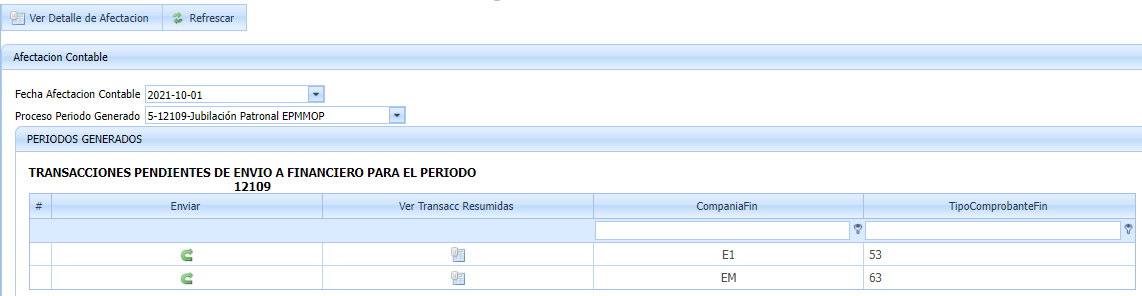 Ver Detalle de Afectacion Refrescar
Afectacion Contable
Fecha Afectacion Contable 2021-10-01
Proceso Periodo Generado 5-12109-Jubilación Patronal EPMMOP
PERIODOS GENERADOS
TRANSACCIONES PENDIENTES DE ENVIO A FINANCIERO PARA EL PERIODO
12109
# Enviar Ver Transacc Resumidas CompaniaFin TipoComprobanteFin
E1 53
EM 63